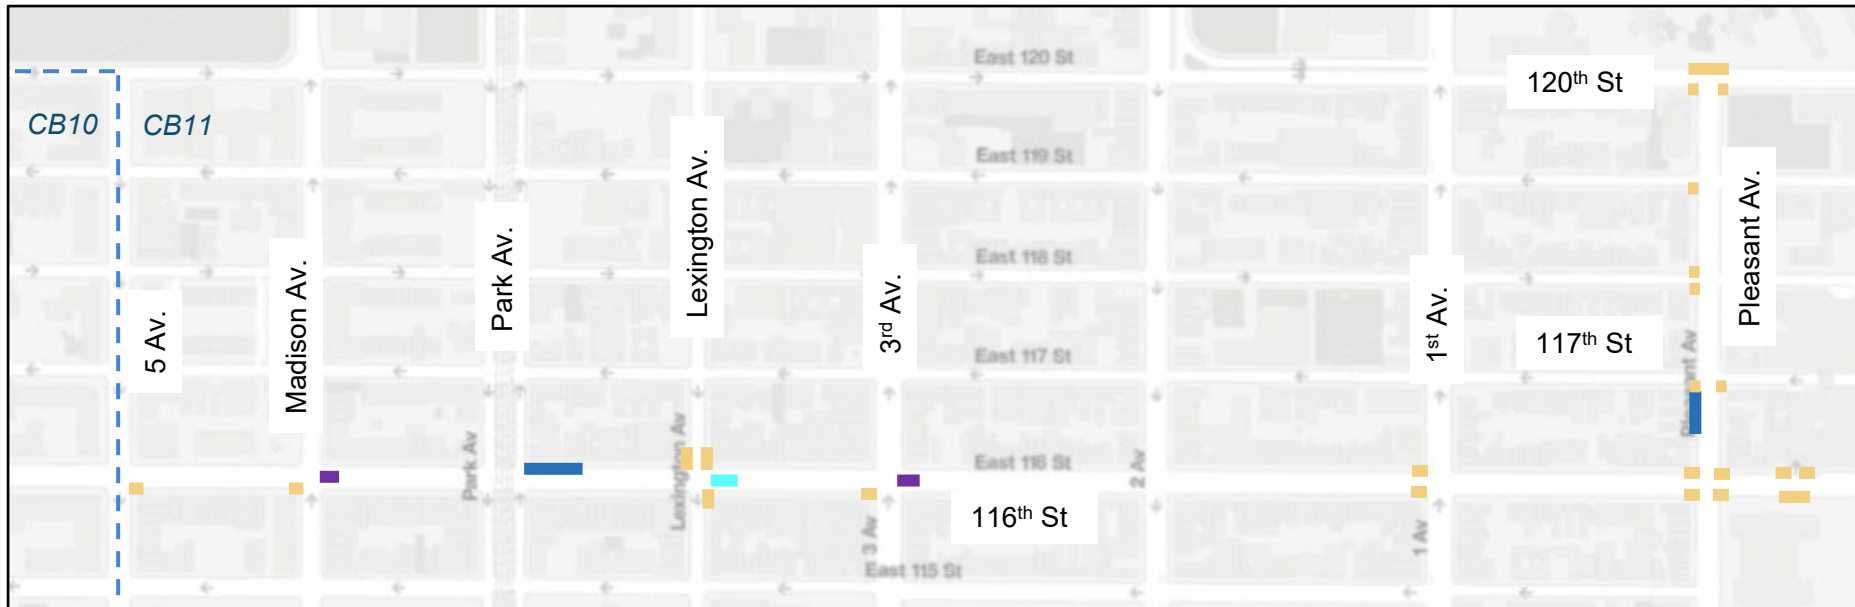 East 120 St
120th St
CB10
CB11
East 119 St
Lexington Av.
Pleasant Av.
Park Av.
East 118 St
Madison Av.
5 Av.
3rd Av.
1st Av.
117th St
East 117 St
Pleasant Av
Park Av
Lexington Av
East 116 St
2 Av
116th St
3 Av
1 Av
East 115 St